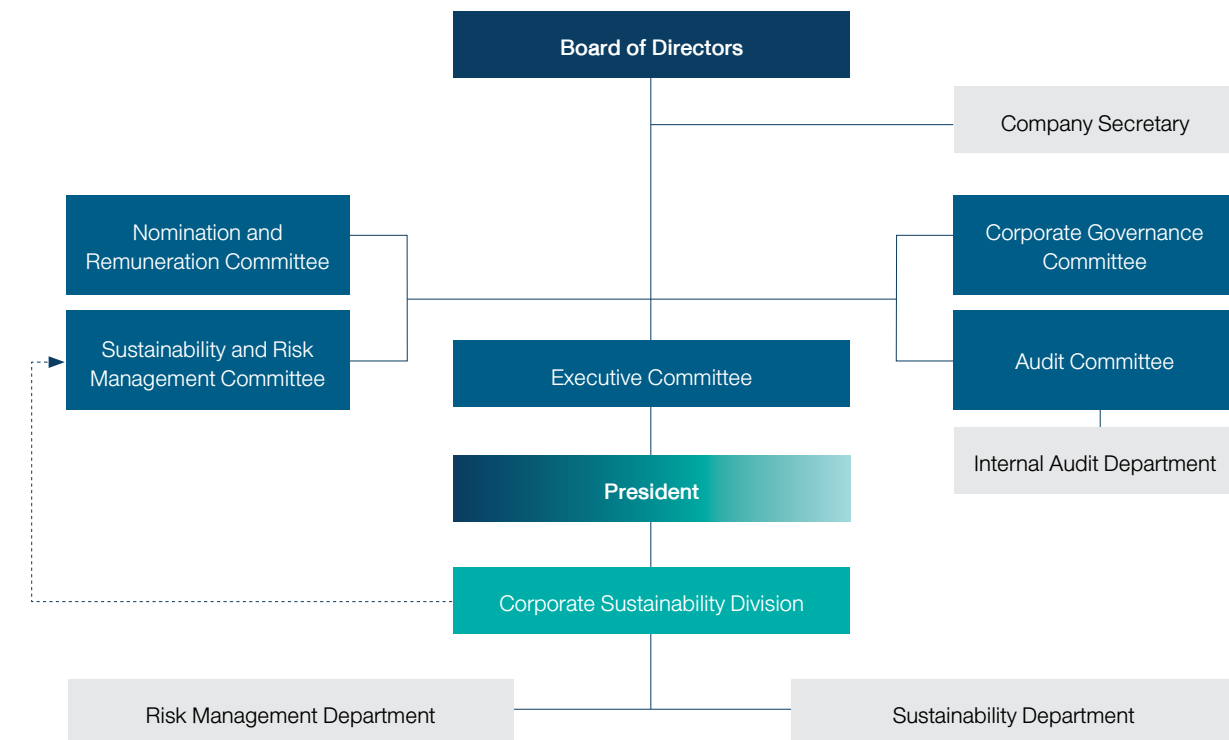 Board of Directors
Company Secretary
Nomination and
Remuneration Committee
Corporate Governance
Committee
Sustainability and Risk
Management Committee
Executive Committee
Audit Committee
Internal Audit Department
President
Corporate Sustainability Division
Risk Management Department
Sustainability Department